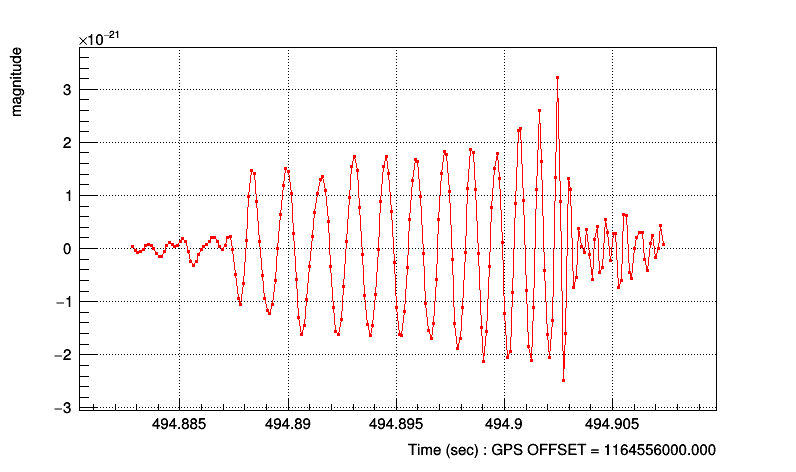 ×10⁻²¹
magnitude
3
2
1
0
−1
−2
−3
494.885 494.89 494.895 494.9 494.905
Time (sec) : GPS OFFSET = 1164556000.000